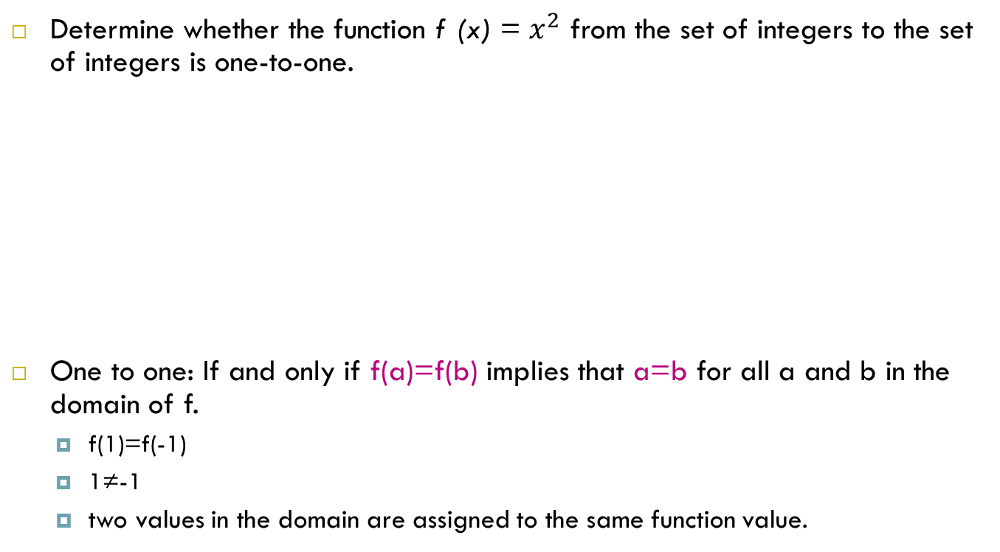 Determine whether the function f (x) = x² from the set of integers to the set
of integers is one-to-one.
One to one: If and only if f(a)=f(b) implies that a=b for all a and b in the
domain of f.
f(1)=f(-1)
1≠-1
two values in the domain are assigned to the same function value.